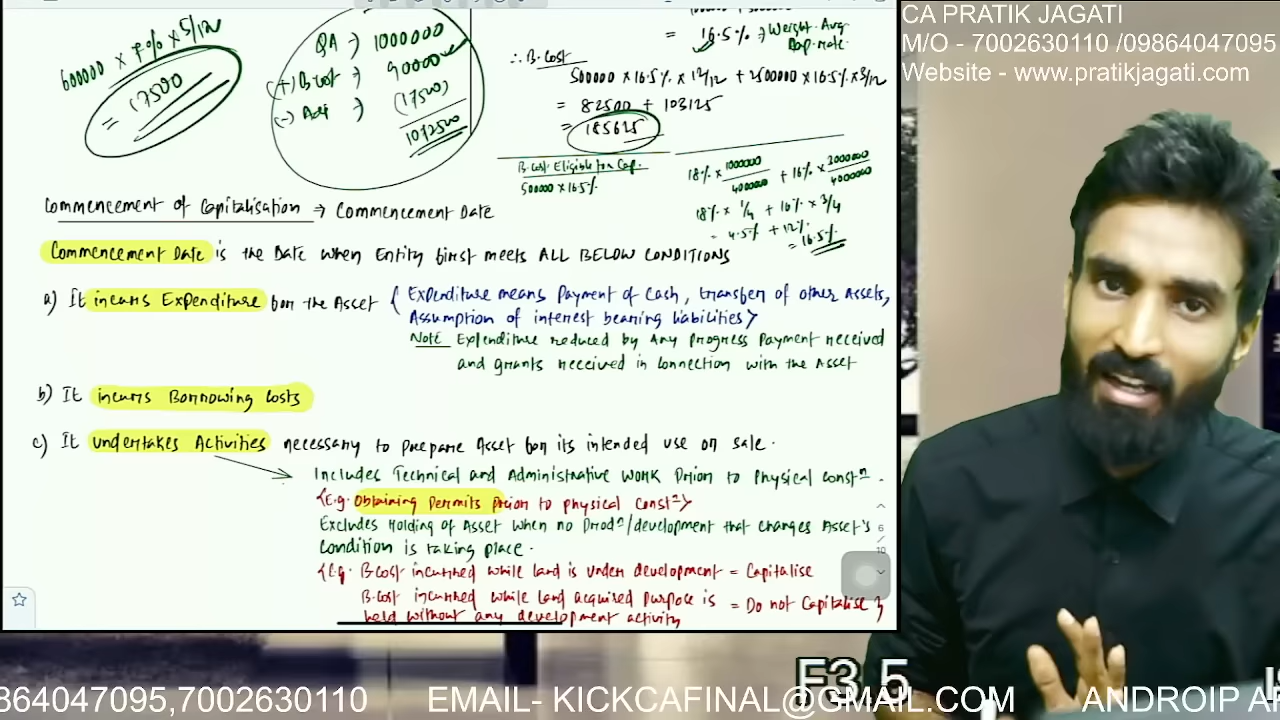 CA PRATIK JAGATI
M/O - 7002630110 /09864047095
Website - www.pratikjagati.com
600000 x 7% x 5/12
= 17500
QA → 1000000
(+) B.Cost → 90000
(-) Adj → (17500)
1072500
= 16.5% → Weight. Avg
Cap. rate
∴ B.Cost
500000 x 16.5% x 12/12 + 2500000 x 16.5% x 3/12
= 82500 + 103125
= 185625
B.Cost Eligible for Cap.
500000 x 16.5%
18% x 1000000/4000000 + 16% x 3000000/4000000
18% x 1/4 + 16% x 3/4
= 4.5% + 12%
= 16.5%
Commencement of Capitalisation → Commencement Date
Commencement Date is the Date when Entity first meets ALL BELOW CONDITIONS
a) It incurs Expenditure for the Asset { Expenditure means Payment of Cash, transfer of other Assets,
Assumption of interest bearing liabilities}
Note Expenditure reduced by Any Progress Payment received
and grants received in connection with the Asset
b) It incurs Borrowing Costs
c) It undertakes Activities necessary to prepare Asset for its intended use or sale.
Includes Technical and Administrative work Prior to Physical constⁿ.
{E.g. Obtaining Permits prior to physical constⁿ}
Excludes Holding of Asset when no Prodⁿ/development that changes Asset's
Condition is taking place.
{E.g. B.Cost incurred while land is under development = Capitalise
B.Cost incurred while land acquired purpose is = Do not Capitalise }
held without any development activity
6
/
10
F3 5
864047095,7002630110 EMAIL- KICKCAFINAL@GMAIL.COM ANDROIP AP